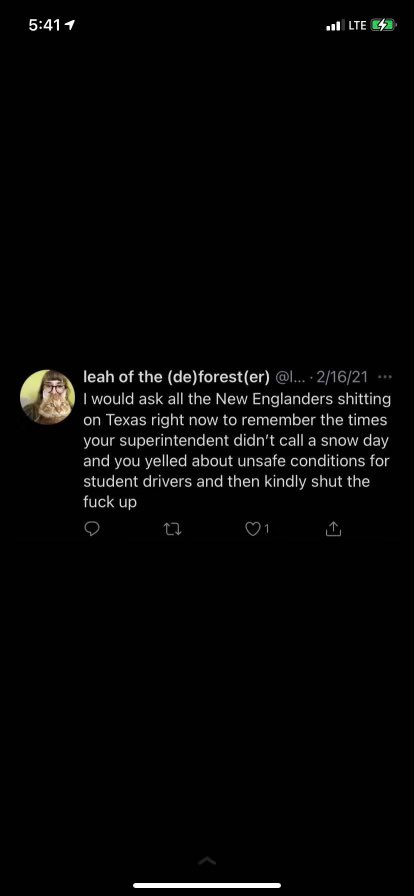 5:41
LTE
leah of the (de)forest(er) @l... · 2/16/21
I would ask all the New Englanders shitting
on Texas right now to remember the times
your superintendent didn't call a snow day
and you yelled about unsafe conditions for
student drivers and then kindly shut the
fuck up
1